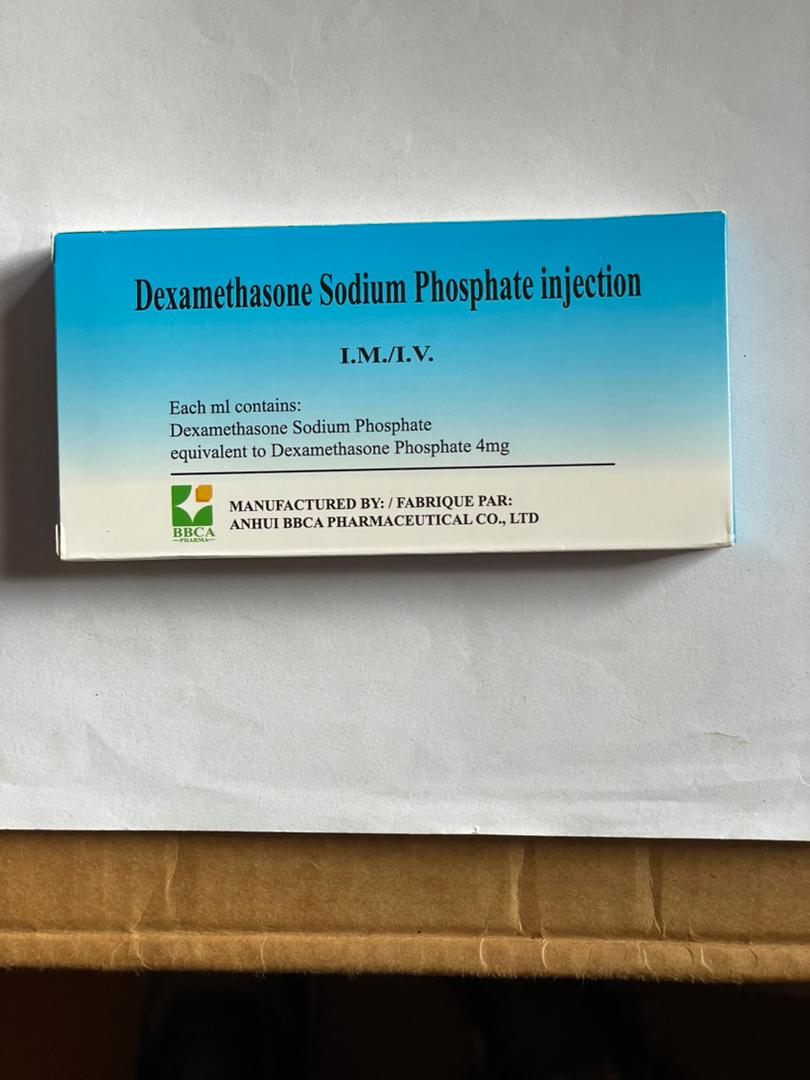 Dexamethasone Sodium Phosphate injection
I.M./I.V.
Each ml contains:
Dexamethasone Sodium Phosphate
equivalent to Dexamethasone Phosphate 4mg
BBCA
PHARMA
MANUFACTURED BY: / FABRIQUE PAR:
ANHUI BBCA PHARMACEUTICAL CO., LTD